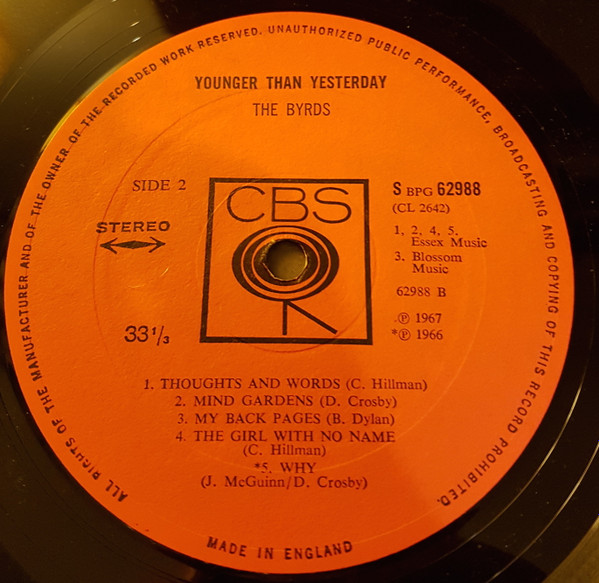 ALL RIGHTS OF THE MANUFACTURER AND OF THE OWNER OF THE RECORDED WORK RESERVED. UNAUTHORIZED PUBLIC PERFORMANCE, BROADCASTING AND COPYING OF THIS RECORD PROHIBITED.
YOUNGER THAN YESTERDAY
THE BYRDS
SIDE 2
STEREO
33 1/3
CBS
S BPG 62988
(CL 2642)
1, 2, 4, 5.
Essex Music
3. Blossom
Music
62988 B
℗ 1967
*℗ 1966
1. THOUGHTS AND WORDS (C. Hillman)
2. MIND GARDENS (D. Crosby)
3. MY BACK PAGES (B. Dylan)
4. THE GIRL WITH NO NAME
(C. Hillman)
*5. WHY
(J. McGuinn/D. Crosby)
MADE IN ENGLAND